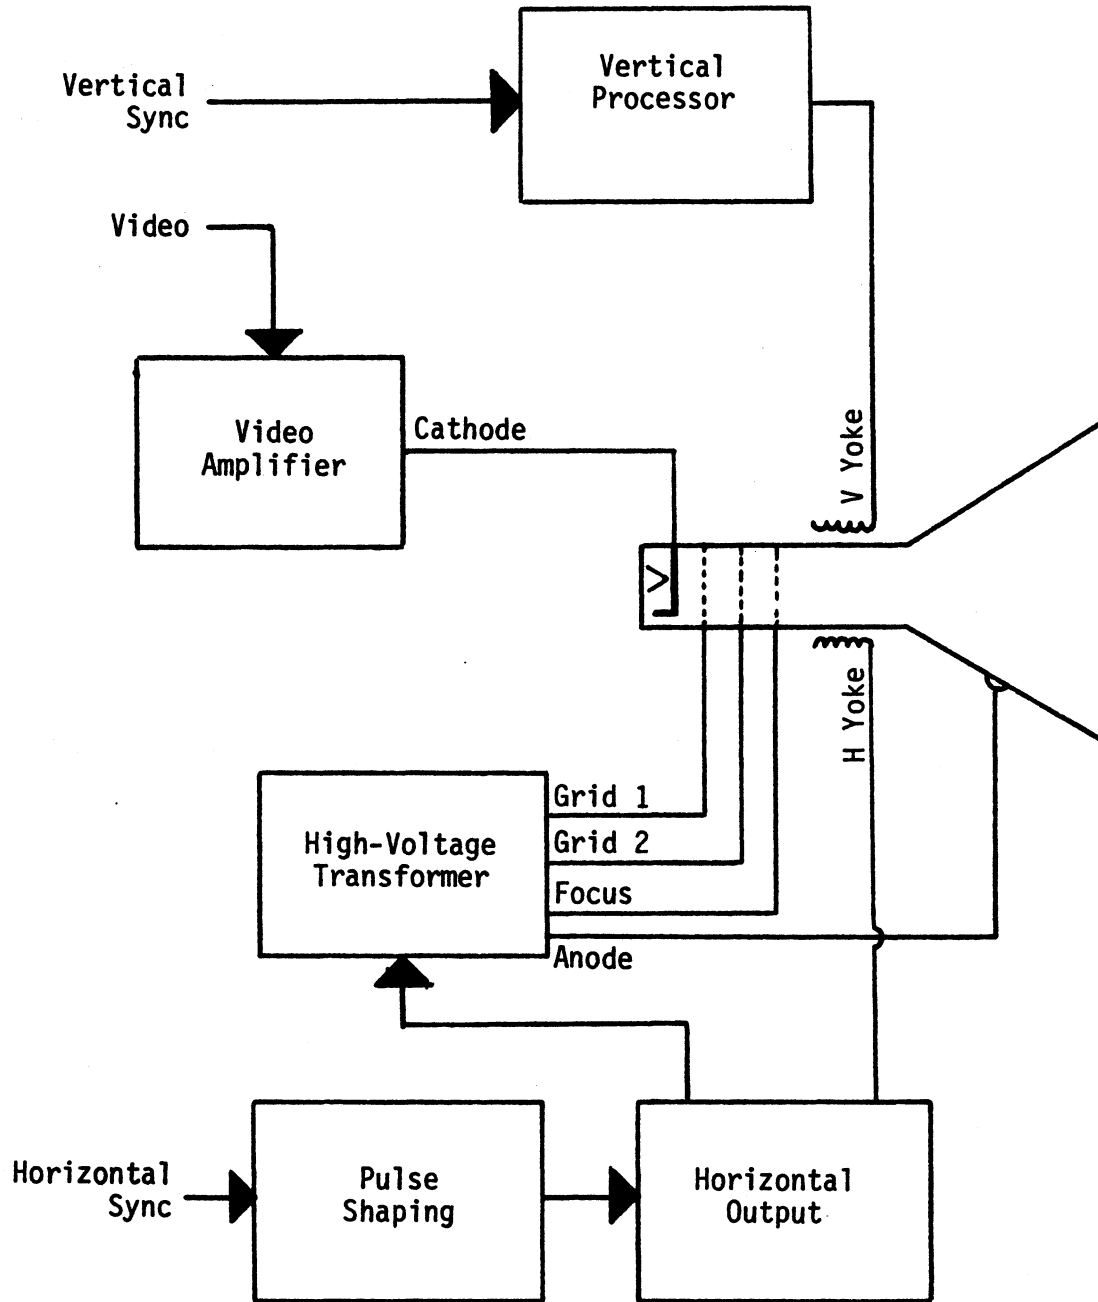 Vertical
Processor
Vertical
Sync
Video
Video
Amplifier
Cathode
V Yoke
H Yoke
High-Voltage
Transformer
Grid 1
Grid 2
Focus
Anode
Horizontal
Sync
Pulse
Shaping
Horizontal
Output